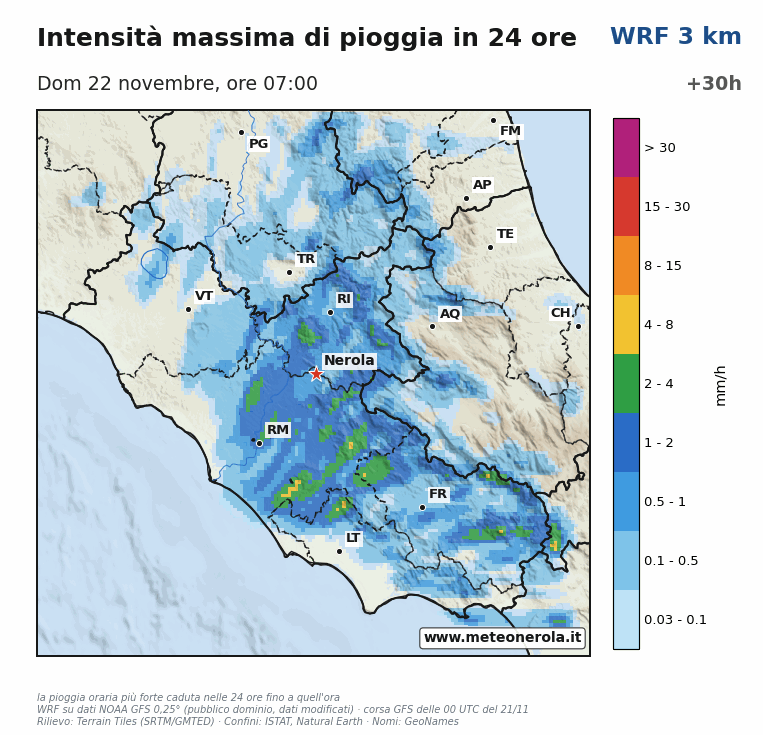 Intensità massima di pioggia in 24 ore WRF 3 km
Dom 22 novembre, ore 07:00 +30h
FM
PG
> 30
AP
15 - 30
TE
TR
8 - 15
VT
RI
AQ
CH.
4 - 8
Nerola
2 - 4
mm/h
RM
1 - 2
FR
0.5 - 1
LT
0.1 - 0.5
0.03 - 0.1
www.meteonerola.it
la pioggia oraria più forte caduta nelle 24 ore fino a quell'ora
WRF su dati NOAA GFS 0,25° (pubblico dominio, dati modificati) · corsa GFS delle 00 UTC del 21/11
Rilievo: Terrain Tiles (SRTM/GMTED) · Confini: ISTAT, Natural Earth · Nomi: GeoNames